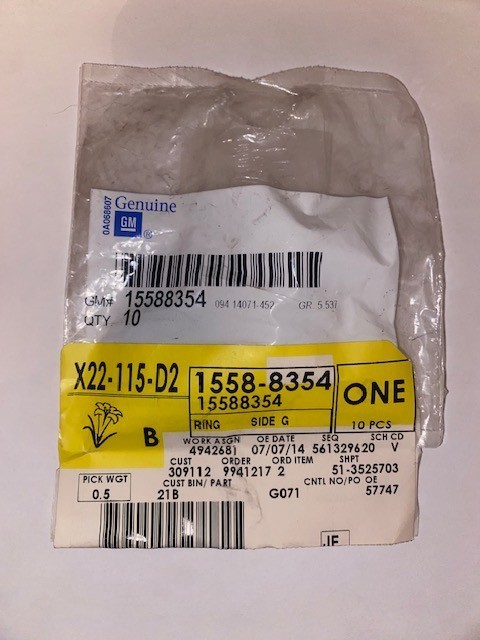 0A068607
Genuine
GM ®
GM# 15588354 094 14071-452 GR 5 537
QTY 10
X22-115-D2
1558-8354
15588354
RING SIDE G
ONE
10 PCS
B
WORK ASGN OE DATE SEQ SCH CD
494268) 07/07/14 561329620 V
CUST ORDER ORD ITEM SHPT
309112 9941217 2 51-3525703
PICK WGT
0.5
CUST BIN/ PART CNTL NO/PO OE
21B G071 57747
JF